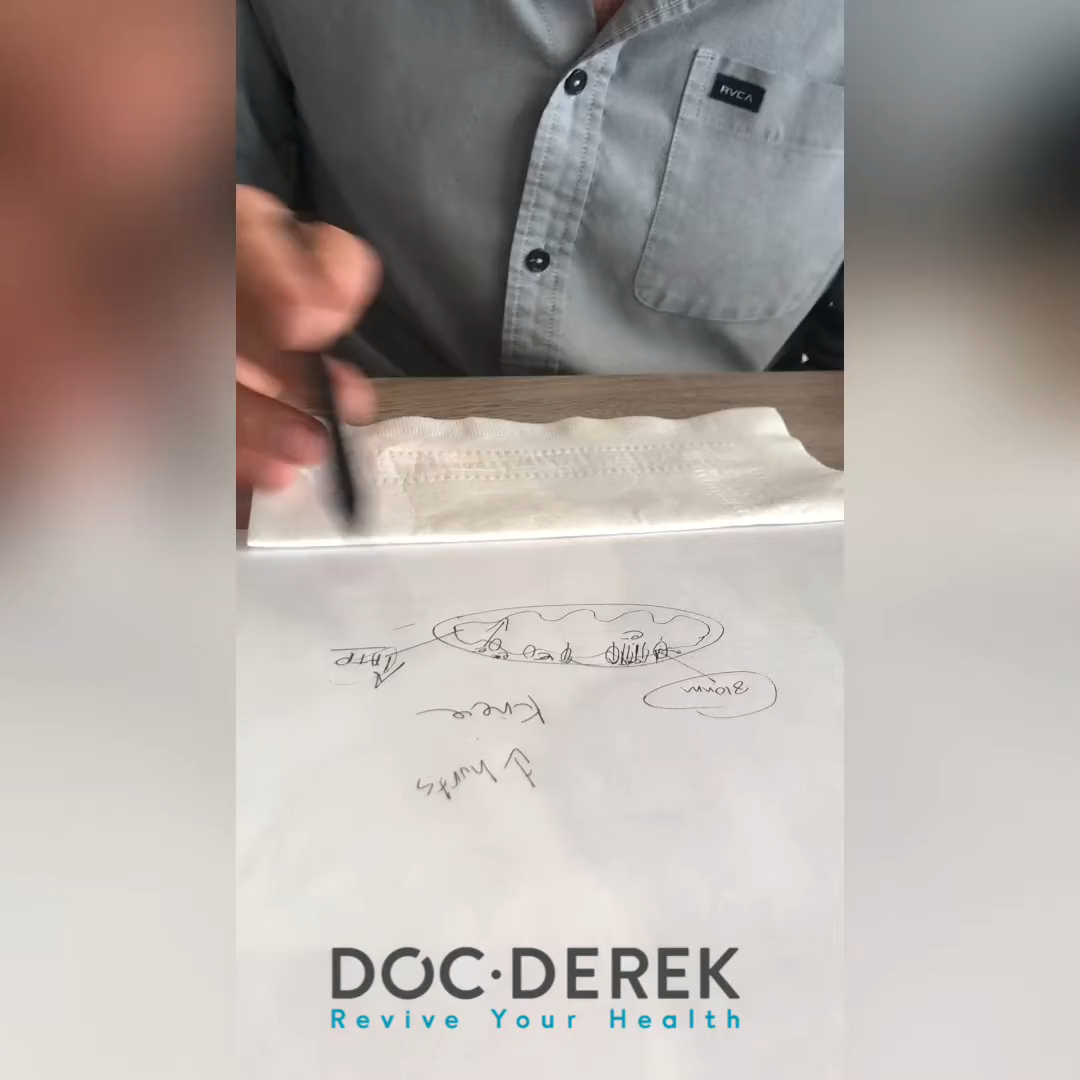 RVCA
ATP
810nm
Knee
hurts
DOC·DEREK
Revive Your Health